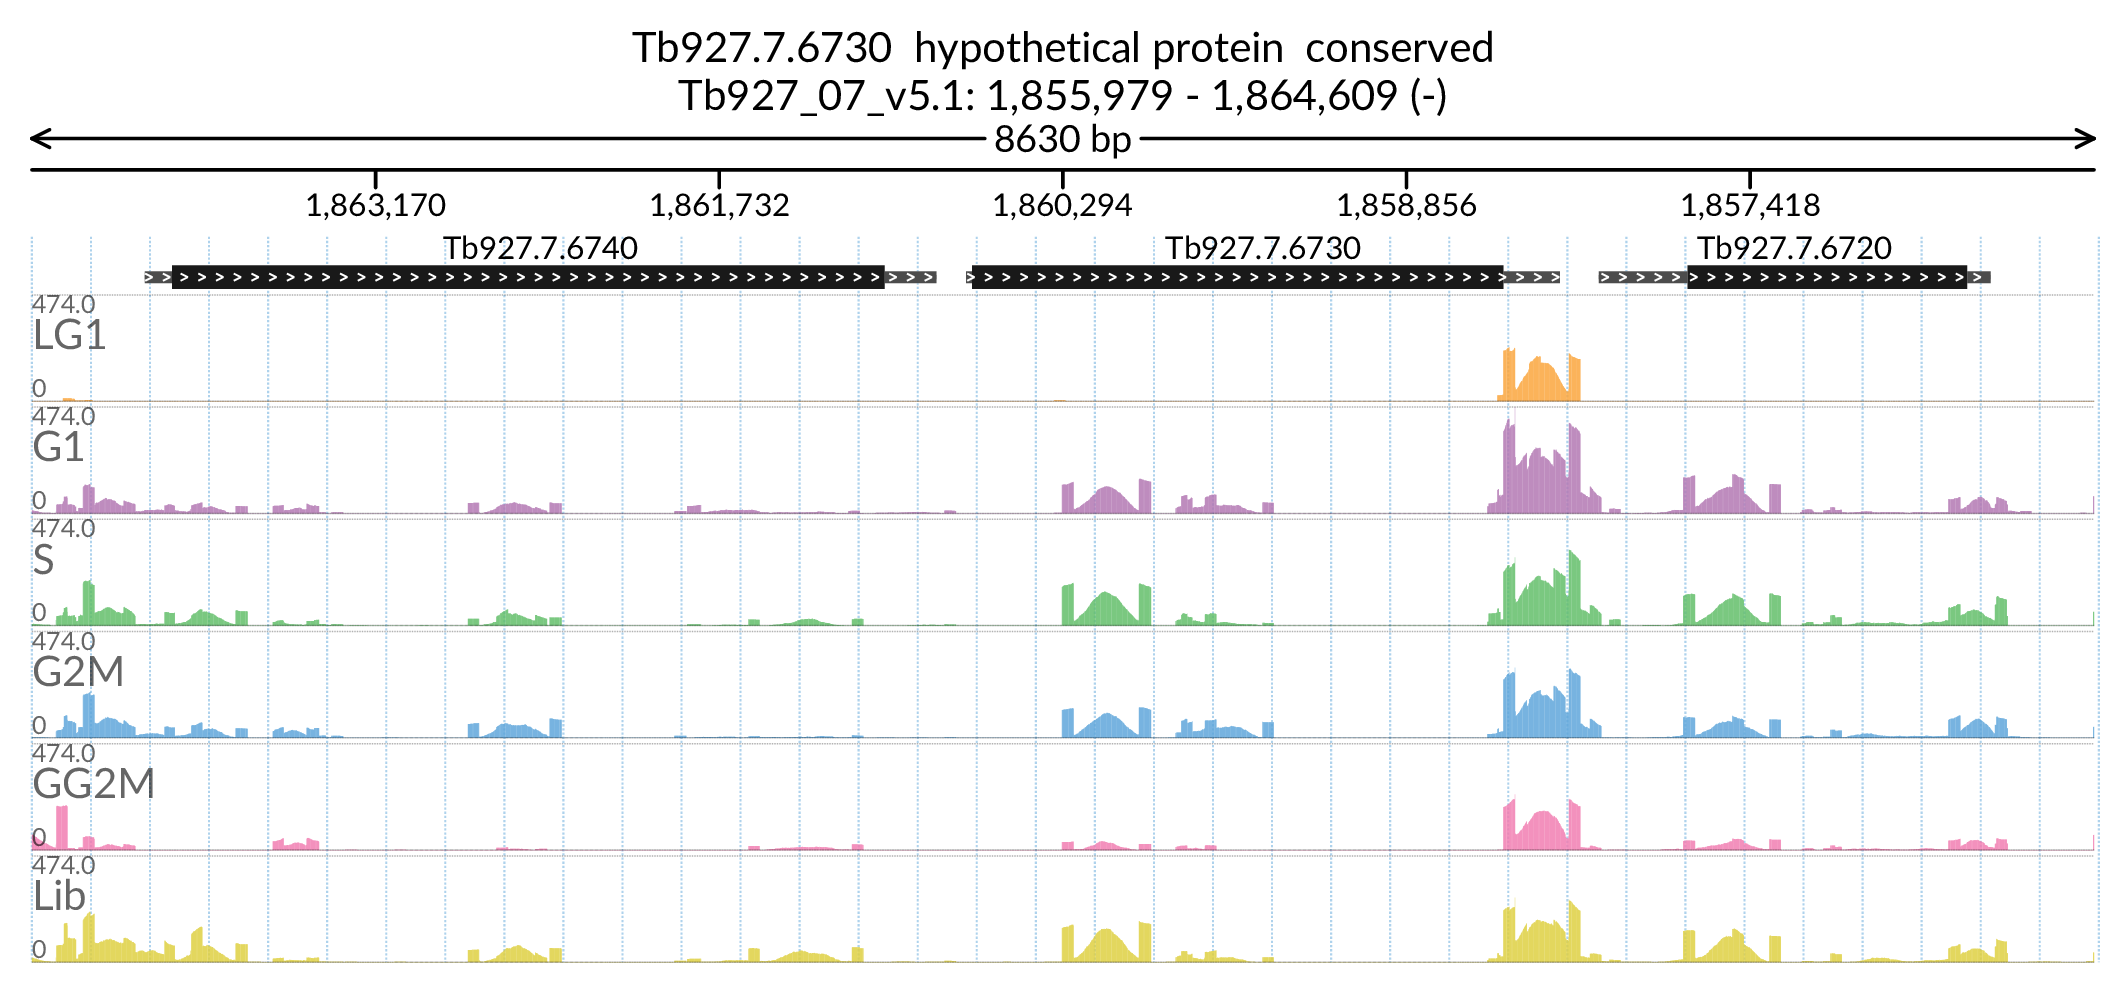 Tb927.7.6730 hypothetical protein conserved
Tb927_07_v5.1: 1,855,979 - 1,864,609 (-)
8630 bp
1,863,170 1,861,732 1,860,294 1,858,856 1,857,418
Tb927.7.6740 Tb927.7.6730 Tb927.7.6720
474.0
LG1
0
474.0
G1
0
474.0
S
0
474.0
G2M
0
474.0
GG2M
0
474.0
Lib
0